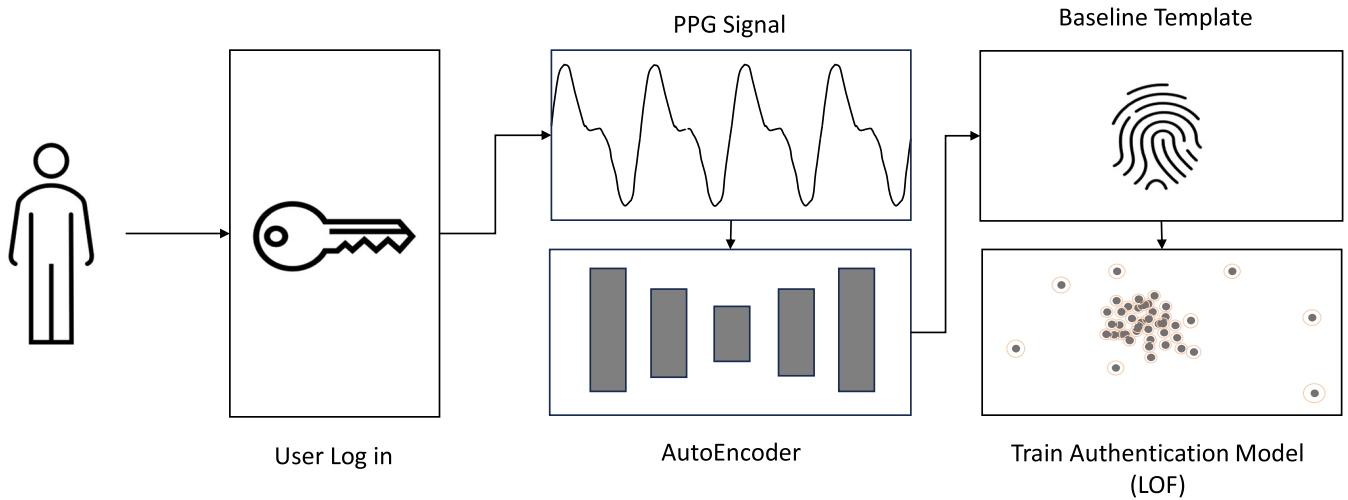 PPG Signal
Baseline Template
User Log in
AutoEncoder
Train Authentication Model
(LOF)